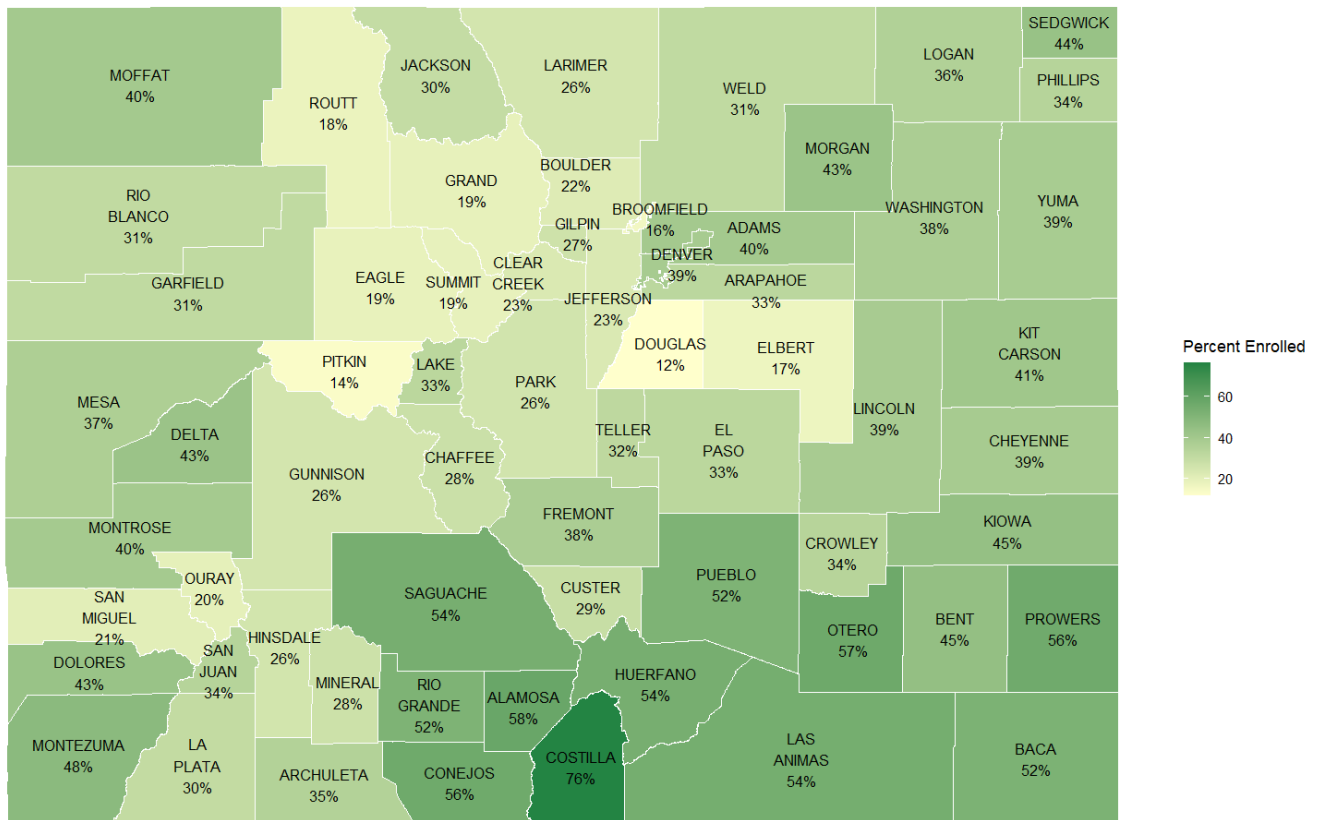 SEDGWICK
44%
MOFFAT
40%
JACKSON
30%
LARIMER
26%
LOGAN
36%
PHILLIPS
34%
WELD
31%
ROUTT
18%
MORGAN
43%
BOULDER
22%
GRAND
19%
RIO
BLANCO
31%
YUMA
39%
WASHINGTON
38%
BROOMFIELD
16%
GILPIN
27%
ADAMS
40%
DENVER
39%
CLEAR
CREEK
23%
EAGLE
19%
SUMMIT
19%
GARFIELD
31%
ARAPAHOE
33%
JEFFERSON
23%
DOUGLAS
12%
ELBERT
17%
KIT
CARSON
41%
PITKIN
14%
LAKE
33%
PARK
26%
MESA
37%
LINCOLN
39%
DELTA
43%
TELLER
32%
EL
PASO
33%
CHEYENNE
39%
CHAFFEE
28%
GUNNISON
26%
MONTROSE
40%
FREMONT
38%
KIOWA
45%
CROWLEY
34%
OURAY
20%
SAGUACHE
54%
CUSTER
29%
PUEBLO
52%
SAN
MIGUEL
21%
HINSDALE
26%
OTERO
57%
BENT
45%
PROWERS
56%
DOLORES
43%
SAN
JUAN
34%
MINERAL
28%
RIO
GRANDE
52%
ALAMOSA
58%
HUERFANO
54%
MONTEZUMA
48%
LA
PLATA
30%
ARCHULETA
35%
CONEJOS
56%
COSTILLA
76%
LAS
ANIMAS
54%
BACA
52%
Percent Enrolled
60
40
20